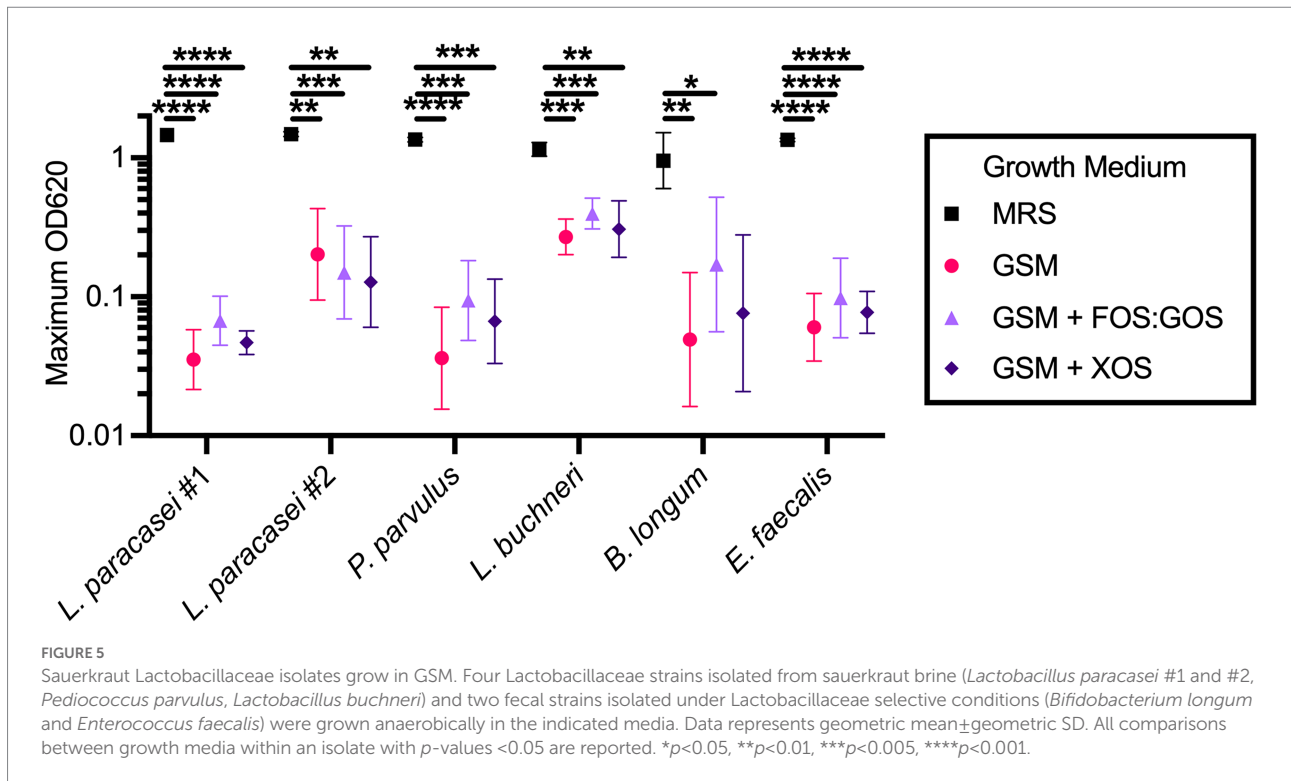 **** ** *** ** ****
**** *** *** *** * ****
**** ** **** *** ** ****
Maximum OD620
1
0.1
0.01
L. paracasei #1
L. paracasei #2
P. parvulus
L. buchneri
B. longum
E. faecalis
Growth Medium
MRS
GSM
GSM + FOS:GOS
GSM + XOS
FIGURE 5
Sauerkraut Lactobacillaceae isolates grow in GSM. Four Lactobacillaceae strains isolated from sauerkraut brine (Lactobacillus paracasei #1 and #2,
Pediococcus parvulus, Lactobacillus buchneri) and two fecal strains isolated under Lactobacillaceae selective conditions (Bifidobacterium longum
and Enterococcus faecalis) were grown anaerobically in the indicated media. Data represents geometric mean±geometric SD. All comparisons
between growth media within an isolate with p-values <0.05 are reported. *p<0.05, **p<0.01, ***p<0.005, ****p<0.001.